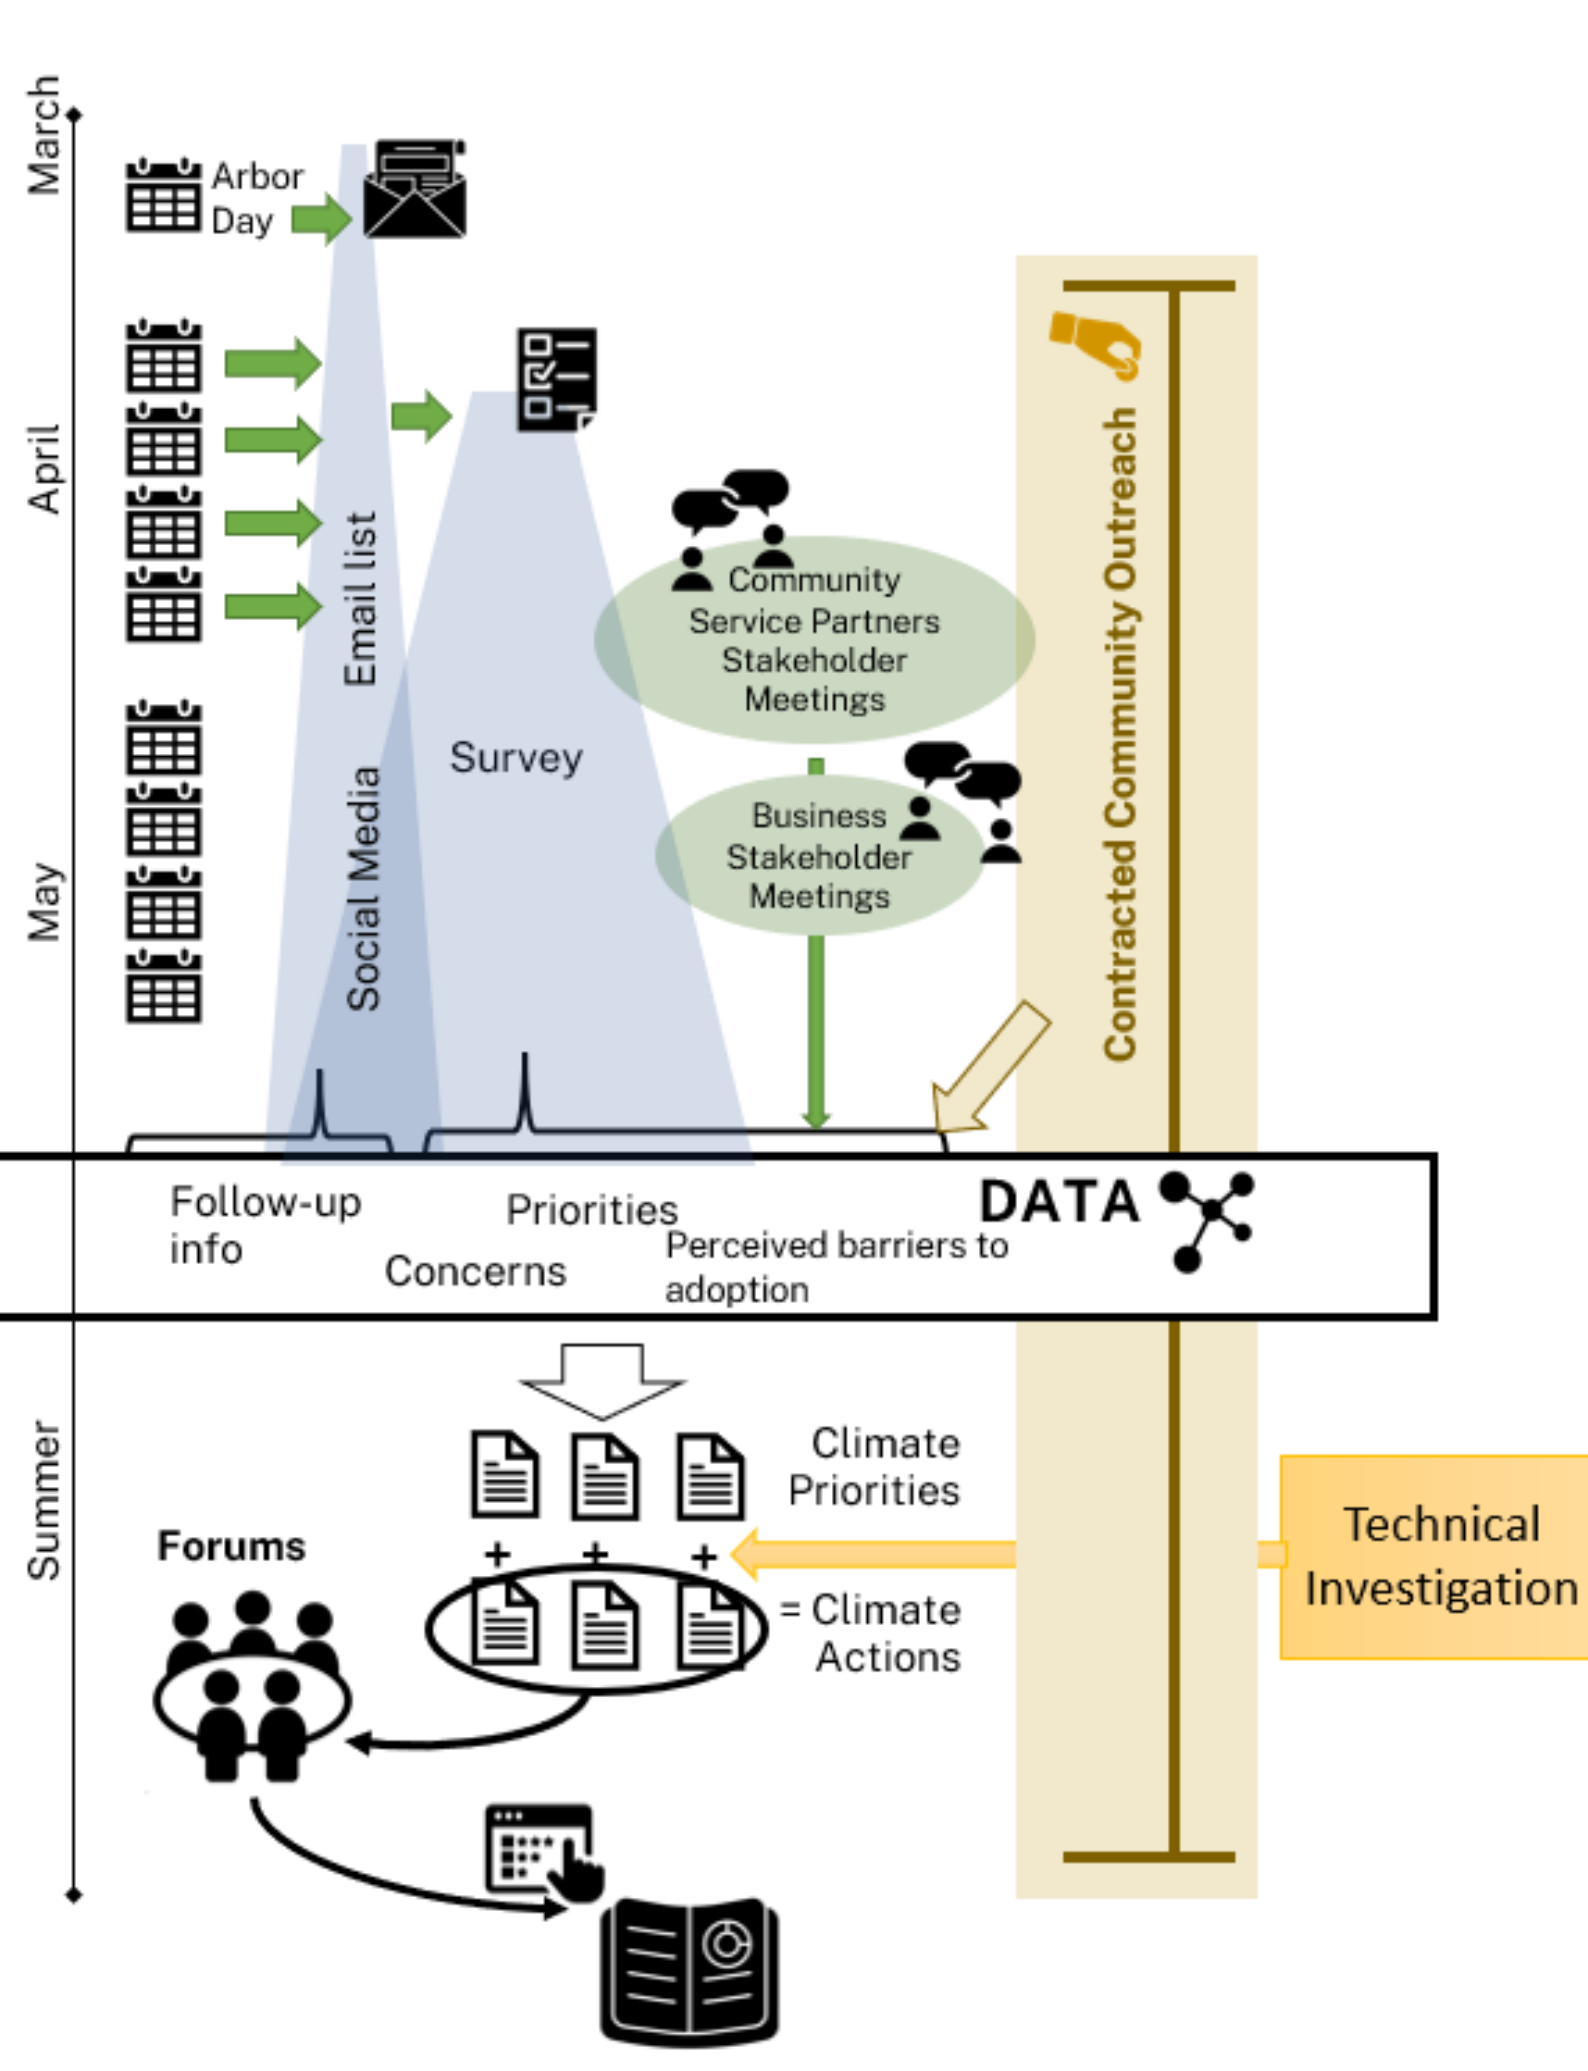 March
Arbor
Day
April
Email list
Community
Service Partners
Stakeholder
Meetings
Contracted Community Outreach
Survey
Social Media
Business
Stakeholder
Meetings
May
DATA
Follow-up
info
Priorities
Concerns
Perceived barriers to
adoption
Summer
Climate
Priorities
Forums
+ + +
= Climate
Actions
Technical
Investigation